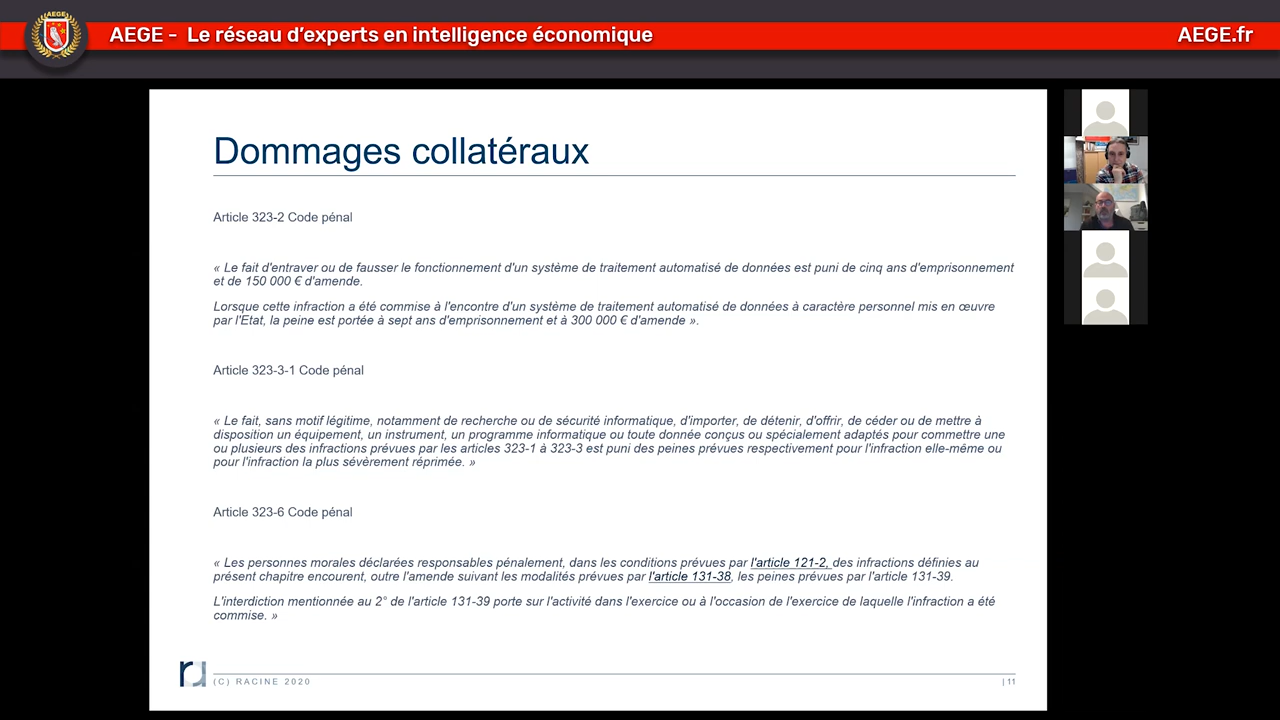 AEGE
AEGE - Le réseau d'experts en intelligence économique
AEGE.fr
Dommages collatéraux
Article 323-2 Code pénal
« Le fait d'entraver ou de fausser le fonctionnement d'un système de traitement automatisé de données est puni de cinq ans d'emprisonnement
et de 150 000 € d'amende.
Lorsque cette infraction a été commise à l'encontre d'un système de traitement automatisé de données à caractère personnel mis en œuvre
par l'Etat, la peine est portée à sept ans d'emprisonnement et à 300 000 € d'amende ».
Article 323-3-1 Code pénal
« Le fait, sans motif légitime, notamment de recherche ou de sécurité informatique, d'importer, de détenir, d'offrir, de céder ou de mettre à
disposition un équipement, un instrument, un programme informatique ou toute donnée conçus ou spécialement adaptés pour commettre une
ou plusieurs des infractions prévues par les articles 323-1 à 323-3 est puni des peines prévues respectivement pour l'infraction elle-même ou
pour l'infraction la plus sévèrement réprimée. »
Article 323-6 Code pénal
« Les personnes morales déclarées responsables pénalement, dans les conditions prévues par l'article 121-2, des infractions définies au
présent chapitre encourent, outre l'amende suivant les modalités prévues par l'article 131-38, les peines prévues par l'article 131-39.
L'interdiction mentionnée au 2° de l'article 131-39 porte sur l'activité dans l'exercice ou à l'occasion de l'exercice de laquelle l'infraction a été
commise. »
(C) RACINE 2020
| 11